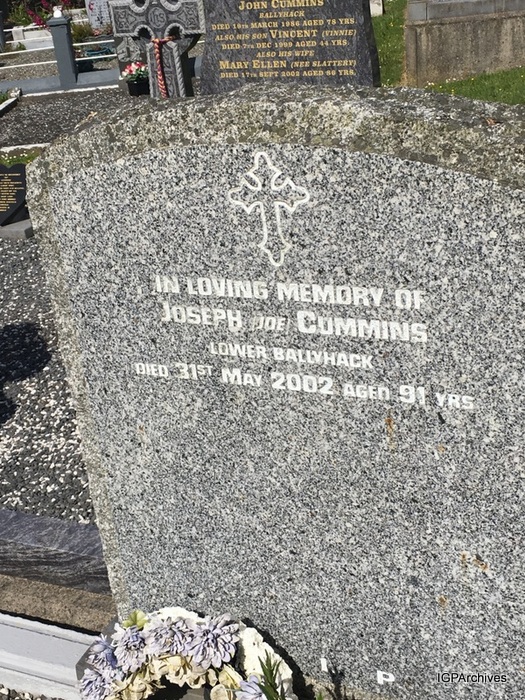 JOHN CUMMINS
BALLYHACK
DIED 19TH MARCH 1986 AGED 78 YRS.
ALSO HIS SON VINCENT (VINNIE)
DIED 7TH DEC 1999 AGED 44 YRS.
ALSO HIS WIFE
MARY ELLEN (NEE SLATTERY)
DIED 17TH SEPT 2002 AGED 86 YRS.
IN LOVING MEMORY OF
JOSEPH (JOE) CUMMINS
LOWER BALLYHACK
DIED 31ST MAY 2002 AGED 91 YRS
I P
IGPArchives